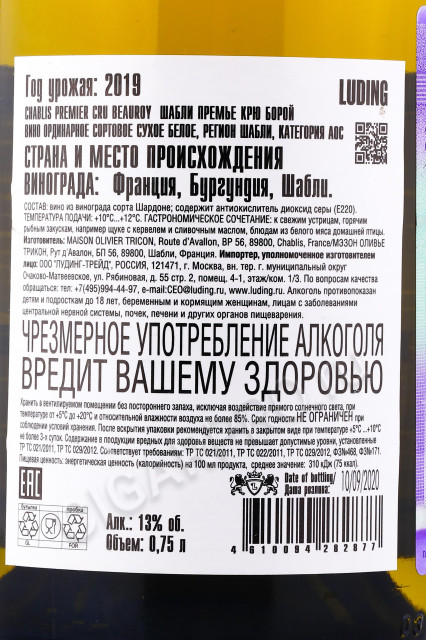 Год урожая: 2019
LUDING
CHABLIS PREMIER CRU BEAUROY ШАБЛИ ПРЕМЬЕ КРЮ БОРОЙ
ВИНО ОРДИНАРНОЕ СОРТОВОЕ СУХОЕ БЕЛОЕ, РЕГИОН ШАБЛИ, КАТЕГОРИЯ АОС
СТРАНА И МЕСТО ПРОИСХОЖДЕНИЯ
ВИНОГРАДА: Франция, Бургундия, Шабли.
СОСТАВ: вино из винограда сорта Шардоне; содержит антиокислитель диоксид серы (Е220).
ТЕМПЕРАТУРА ПОДАЧИ: +10°С...+12°С. ГАСТРОНОМИЧЕСКОЕ СОЧЕТАНИЕ: к свежим устрицам, горячим
рыбным закускам, например щуке с кервелем и сливочным маслом, блюдам из белого мяса домашней птицы.
Изготовитель: MAISON OLIVIER TRICON, Route d'Avallon, BP 56, 89800, Chablis, France/МЭЗОН ОЛИВЬЕ
ТРИКОН, Рут д'Авалон, БП 56, 89800, Шабли, Франция. Импортер, уполномоченное изготовителем
лицо: ООО "ЛУДИНГ-ТРЕЙД", РОССИЯ, 121471, г. Москва, вн. тер. г. муниципальный округ
Очаково-Матвеевское, ул. Рябиновая, д. 55 стр. 2, помещ. 4-1, этаж/ком. 1/3. По вопросам качества
обращаться: тел: +7(495)994-44-97, e-mail:CEO@luding.ru, www.luding.ru. Алкоголь противопоказан
детям и подросткам до 18 лет, беременным и кормящим женщинам, лицам с заболеваниями
центральной нервной системы, почек, печени и других органов пищеварения.
ЧРЕЗМЕРНОЕ УПОТРЕБЛЕНИЕ АЛКОГОЛЯ
ВРЕДИТ ВАШЕМУ ЗДОРОВЬЮ
Хранить в вентилируемом помещении без постороннего запаха, исключая воздействие прямого солнечного света, при
температуре от +5°С до +20°С и относительной влажности воздуха не более 85%. Срок годности НЕ ОГРАНИЧЕН при
соблюдении условий хранения. После вскрытия упаковки рекомендуется хранить в закрытом виде при температуре +5°С ...+10°С
не более 3-х суток. Содержание в продукции вредных для здоровья веществ не превышает допустимые уровни, установленные
ТР ТС 021/2011, ТР ТС 029/2012. Соответствует требованиям: ТР ТС 021/2011, ТР ТС 022/2011, ТР ТС 029/2012, ФЗ№468, ФЗ№171.
Пищевая ценность: энергетическая ценность (калорийность) на 100 мл продукта, среднее значение: 310 кДж (75 ккал).
EAC
Date of bottling/
Дата розлива:
10/09/2020
бутылка
пробка
GL
FOR
Алк.: 13% об.
Объем: 0,75 л
4 610094 282877